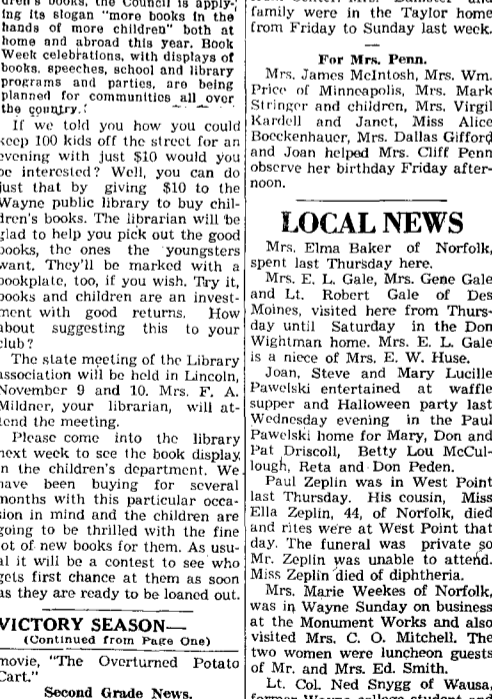 dren's books, the Council is apply-
ing its slogan "more books in the
hands of more children" both at
home and abroad this year. Book
Week celebrations, with displays of
books, speeches, school and library
programs and parties, are being
planned for communities all over
the country.
If we told you how you could
keep 100 kids off the street for an
evening with just $10 would you
be interested? Well, you can do
just that by giving $10 to the
Wayne public library to buy chil-
dren's books. The librarian will be
glad to help you pick out the good
books, the ones the youngsters
want. They'll be marked with a
bookplate, too, if you wish. Try it,
books and children are an invest-
ment with good returns. How
about suggesting this to your
club?
The state meeting of the Library
association will be held in Lincoln,
November 9 and 10. Mrs. F. A.
Mildner, your librarian, will at-
tend the meeting.
Please come into the library
next week to see the book display
in the children's department. We
have been buying for several
months with this particular occa-
sion in mind and the children are
going to be thrilled with the fine
lot of new books for them. As usu-
al it will be a contest to see who
gets first chance at them as soon
as they are ready to be loaned out.
VICTORY SEASON—
(Continued from Page One)
movie, "The Overturned Potato
Cart."
Second Grade News.
family were in the Taylor home
from Friday to Sunday last week.
For Mrs. Penn.
Mrs. James McIntosh, Mrs. Wm.
Price of Minneapolis, Mrs. Mark
Stringer and children, Mrs. Virgil
Kardell and Janet, Miss Alice
Boeckenhauer, Mrs. Dallas Gifford
and Joan helped Mrs. Cliff Penn
observe her birthday Friday after-
noon.
LOCAL NEWS
Mrs. Elma Baker of Norfolk,
spent last Thursday here.
Mrs. E. L. Gale, Mrs. Gene Gale
and Lt. Robert Gale of Des
Moines, visited here from Thurs-
day until Saturday in the Don
Wightman home. Mrs. E. L. Gale
is a niece of Mrs. E. W. Huse.
Joan, Steve and Mary Lucille
Pawelski entertained at waffle
supper and Halloween party last
Wednesday evening in the Paul
Pawelski home for Mary, Don and
Pat Driscoll, Betty Lou McCul-
lough, Reta and Don Peden.
Paul Zeplin was in West Point
last Thursday. His cousin, Miss
Ella Zeplin, 44, of Norfolk, died
and rites were at West Point that
day. The funeral was private so
Mr. Zeplin was unable to attend.
Miss Zeplin died of diphtheria.
Mrs. Marie Weekes of Norfolk,
was in Wayne Sunday on business
at the Monument Works and also
visited Mrs. C. O. Mitchell. The
two women were luncheon guests
of Mr. and Mrs. Ed. Smith.
Lt. Col. Ned Snygg of Wausa,